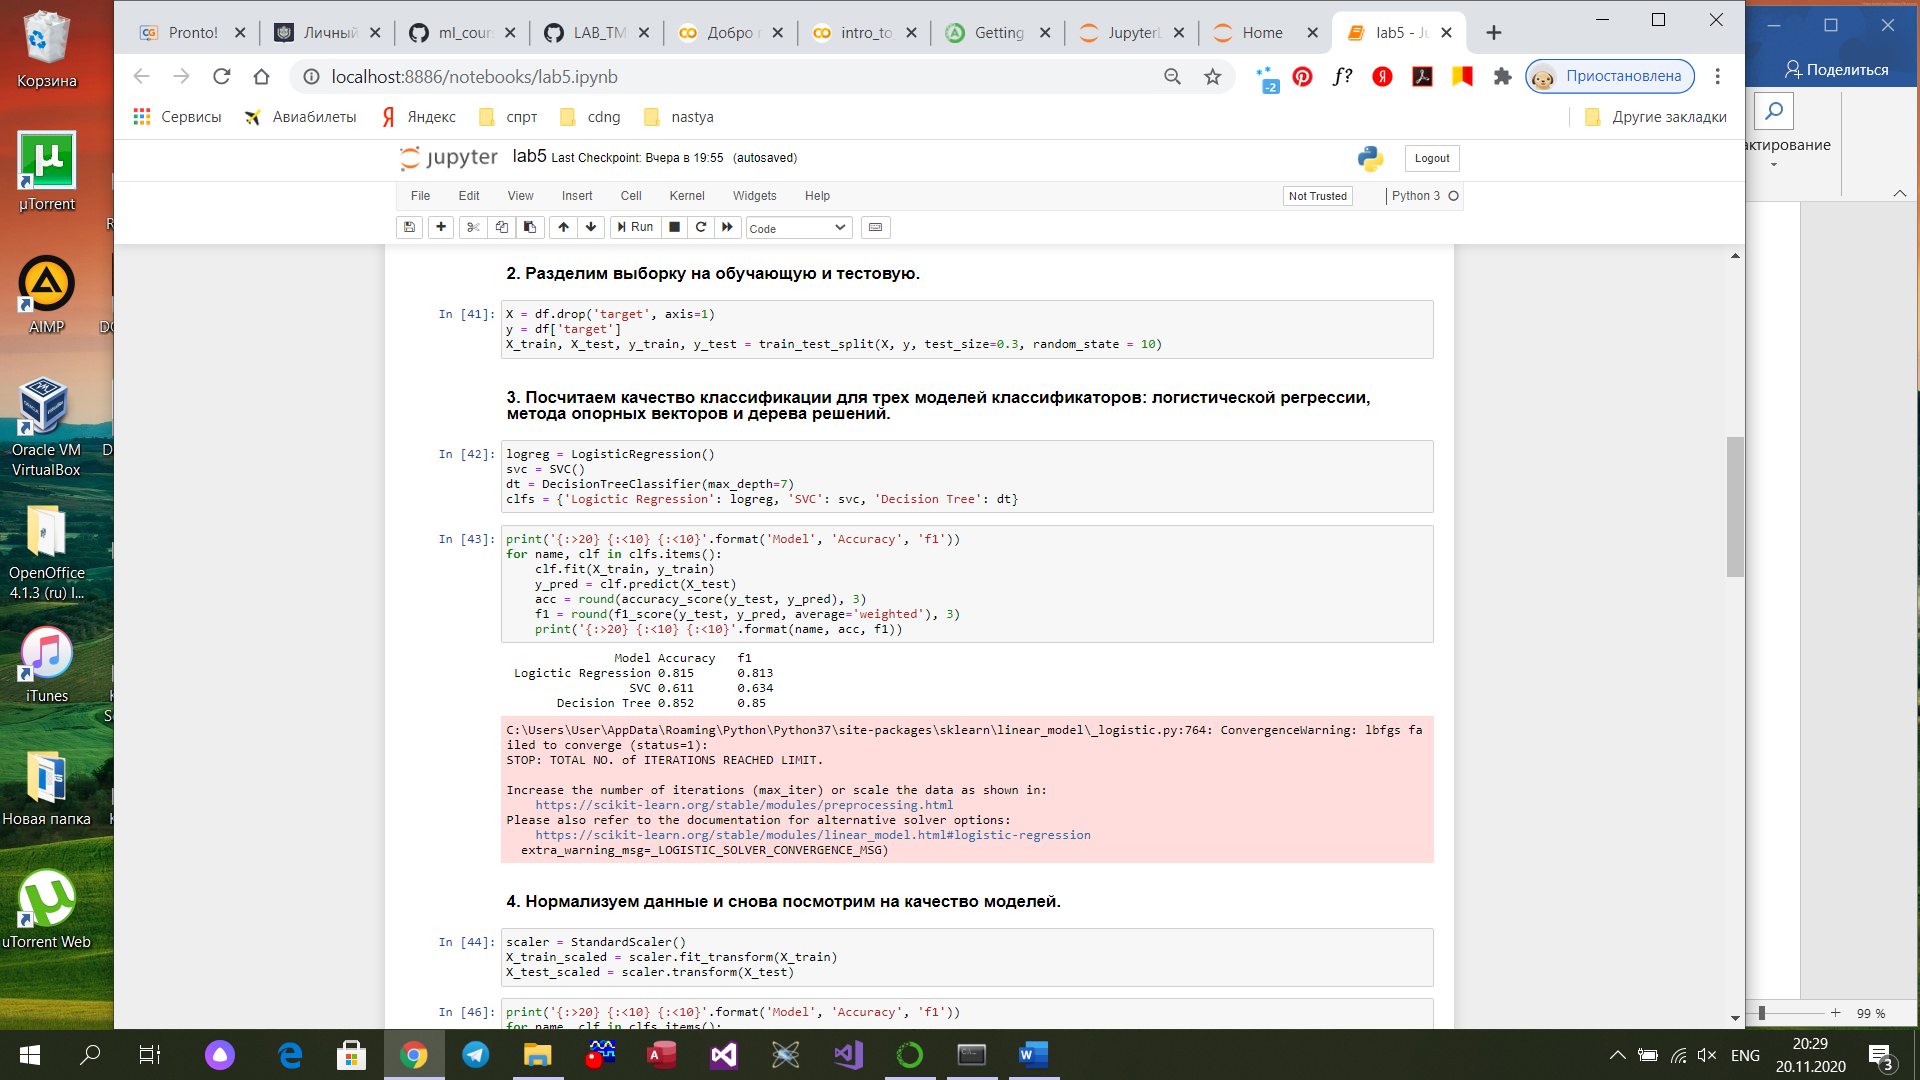 Корзина
µTorrent
AIMP
Oracle VM
VirtualBox
OpenOffice
4.1.3 (ru) I...
iTunes
Новая папка
uTorrent Web
Pronto!
Личный
ml_cour
LAB_TM
Добро
intro_to
Getting
Home
lab5 - Ju
localhost:8886/notebooks/lab5.ipynb
-2
f?
Приостановлена
Сервисы
Авиабилеты
Яндекс
спрт
cdng
nastya
Другие закладки
jupyter lab5 Last Checkpoint: Вчера в 19:55 (autosaved)
Logout
File Edit View Insert Cell Kernel Widgets Help
Not Trusted
Python 3
Run
Code
2. Разделим выборку на обучающую и тестовую.
In [41]: X = df.drop('target', axis=1)
y = df['target']
X_train, X_test, y_train, y_test = train_test_split(X, y, test_size=0.3, random_state = 10)
3. Посчитаем качество классификации для трех моделей классификаторов: логистической регрессии,
метода опорных векторов и дерева решений.
In [42]: logreg = LogisticRegression()
svc = SVC()
dt = DecisionTreeClassifier(max_depth=7)
clfs = {'Logictic Regression': logreg, 'SVC': svc, 'Decision Tree': dt}
In [43]: print('{:>20} {:<10} {:<10}'.format('Model', 'Accuracy', 'f1'))
for name, clf in clfs.items():
clf.fit(X_train, y_train)
y_pred = clf.predict(X_test)
acc = round(accuracy_score(y_test, y_pred), 3)
f1 = round(f1_score(y_test, y_pred, average='weighted'), 3)
print('{:>20} {:<10} {:<10}'.format(name, acc, f1))
Model Accuracy f1
Logictic Regression 0.815 0.813
SVC 0.611 0.634
Decision Tree 0.852 0.85
C:\Users\User\AppData\Roaming\Python\Python37\site-packages\sklearn\linear_model\_logistic.py:764: ConvergenceWarning: lbfgs fa
iled to converge (status=1):
STOP: TOTAL NO. of ITERATIONS REACHED LIMIT.
Increase the number of iterations (max_iter) or scale the data as shown in:
https://scikit-learn.org/stable/modules/preprocessing.html
Please also refer to the documentation for alternative solver options:
https://scikit-learn.org/stable/modules/linear_model.html#logistic-regression
extra_warning_msg=_LOGISTIC_SOLVER_CONVERGENCE_MSG)
4. Нормализуем данные и снова посмотрим на качество моделей.
In [44]: scaler = StandardScaler()
X_train_scaled = scaler.fit_transform(X_train)
X_test_scaled = scaler.transform(X_test)
In [46]: print('{:>20} {:<10} {:<10}'.format('Model', 'Accuracy', 'f1'))
for name, clf in clfs.items():
Поделиться
актирование
99 %
ENG
20:29
20.11.2020
3